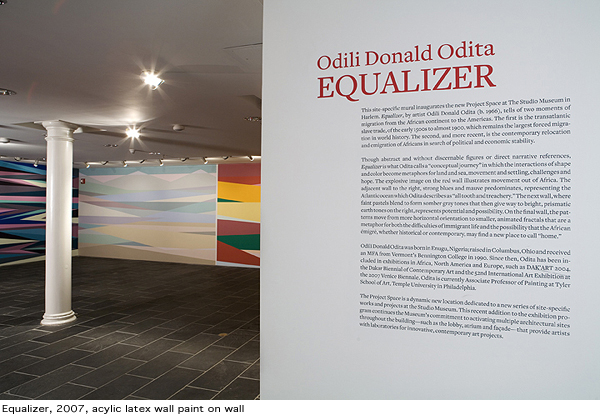 Odili Donald Odita
EQUALIZER
This site-specific mural inaugurates the new Project Space at The Studio Museum in
Harlem. Equalizer, by artist Odili Donald Odita (b. 1966), tells of two moments of
migration from the African continent to the Americas. The first is the transatlantic
slave trade, of the early 1500s to almost 1900, which remains the largest forced migra-
tion in world history. The second, and more recent, is the contemporary relocation
and emigration of Africans in search of political and economic stability.
Though abstract and without discernable figures or direct narrative references,
Equalizer is what Odita calls a "conceptual journey" in which the interactions of shape
and color become metaphors for land and sea, movement and settling, challenges and
hope. The explosive image on the red wall illustrates movement out of Africa. The
adjacent wall to the right, strong blues and mauve predominates, representing the
Atlantic ocean which Odita describes as "all tooth and treachery." The next wall, where
faint pastels blend to form somber grey tones that then give way to bright, prismatic
earth tones on the right, represents potential and possibility. On the final wall, the pat-
terns move from more horizontal orientation to smaller, animated fractals that are a
metaphor for both the difficulties of immigrant life and the possibility that the African
émigré, whether historical or contemporary, may find a new place to call "home."
Odili Donald Odita was born in Enugu, Nigeria; raised in Columbus, Ohio and received
an MFA from Vermont's Bennington College in 1990. Since then, Odita has been in-
cluded in exhibitions in Africa, North America and Europe, such as DAK'ART 2004,
the Dakar Biennial of Contemporary Art and the 52nd International Art Exhibition at
the 2007 Venice Biennale. Odita is currently Associate Professor of Painting at Tyler
School of Art, Temple University in Philadelphia.
The Project Space is a dynamic new location dedicated to a new series of site-specific
works and projects at the Studio Museum. This recent addition to the exhibition pro-
gram continues the Museum's commitment to activating multiple architectural sites
throughout the building—such as the lobby, atrium and façade— that provide artists
with laboratories for innovative, contemporary art projects.
Equalizer, 2007, acylic latex wall paint on wall